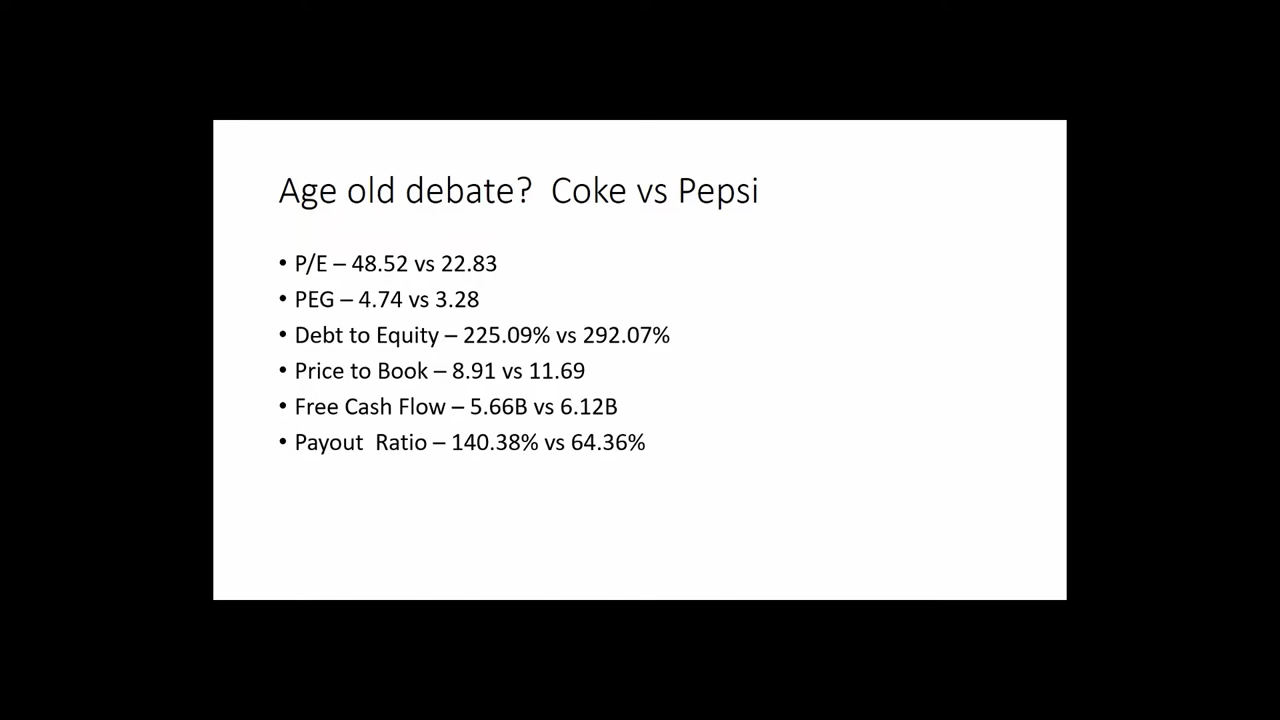 Age old debate?  Coke vs Pepsi
• P/E – 48.52 vs 22.83
• PEG – 4.74 vs 3.28
• Debt to Equity – 225.09% vs 292.07%
• Price to Book – 8.91 vs 11.69
• Free Cash Flow – 5.66B vs 6.12B
• Payout  Ratio – 140.38% vs 64.36%